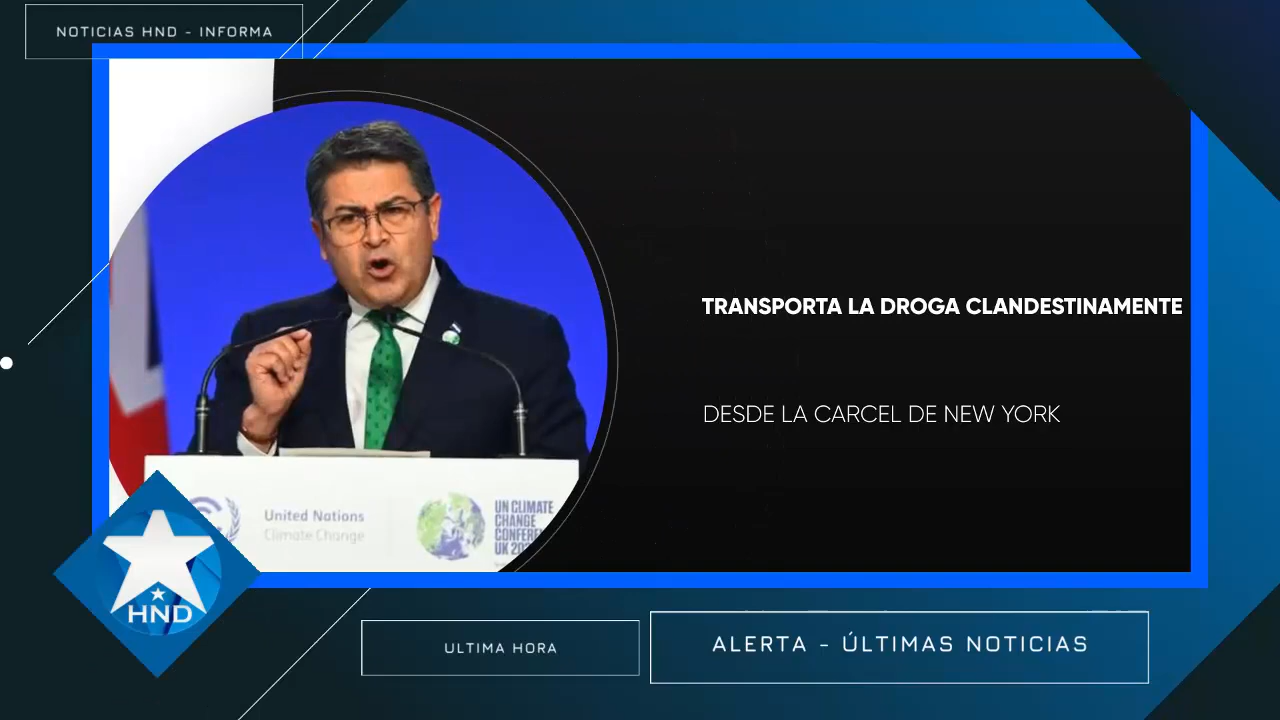 NOTICIAS HND - INFORMA
TRANSPORTA LA DROGA CLANDESTINAMENTE
DESDE LA CARCEL DE NEW YORK
United Nations
Climate Change
UN CLIMATE
CHANGE
UK
HND
ULTIMA HORA
ALERTA - ÚLTIMAS NOTICIAS